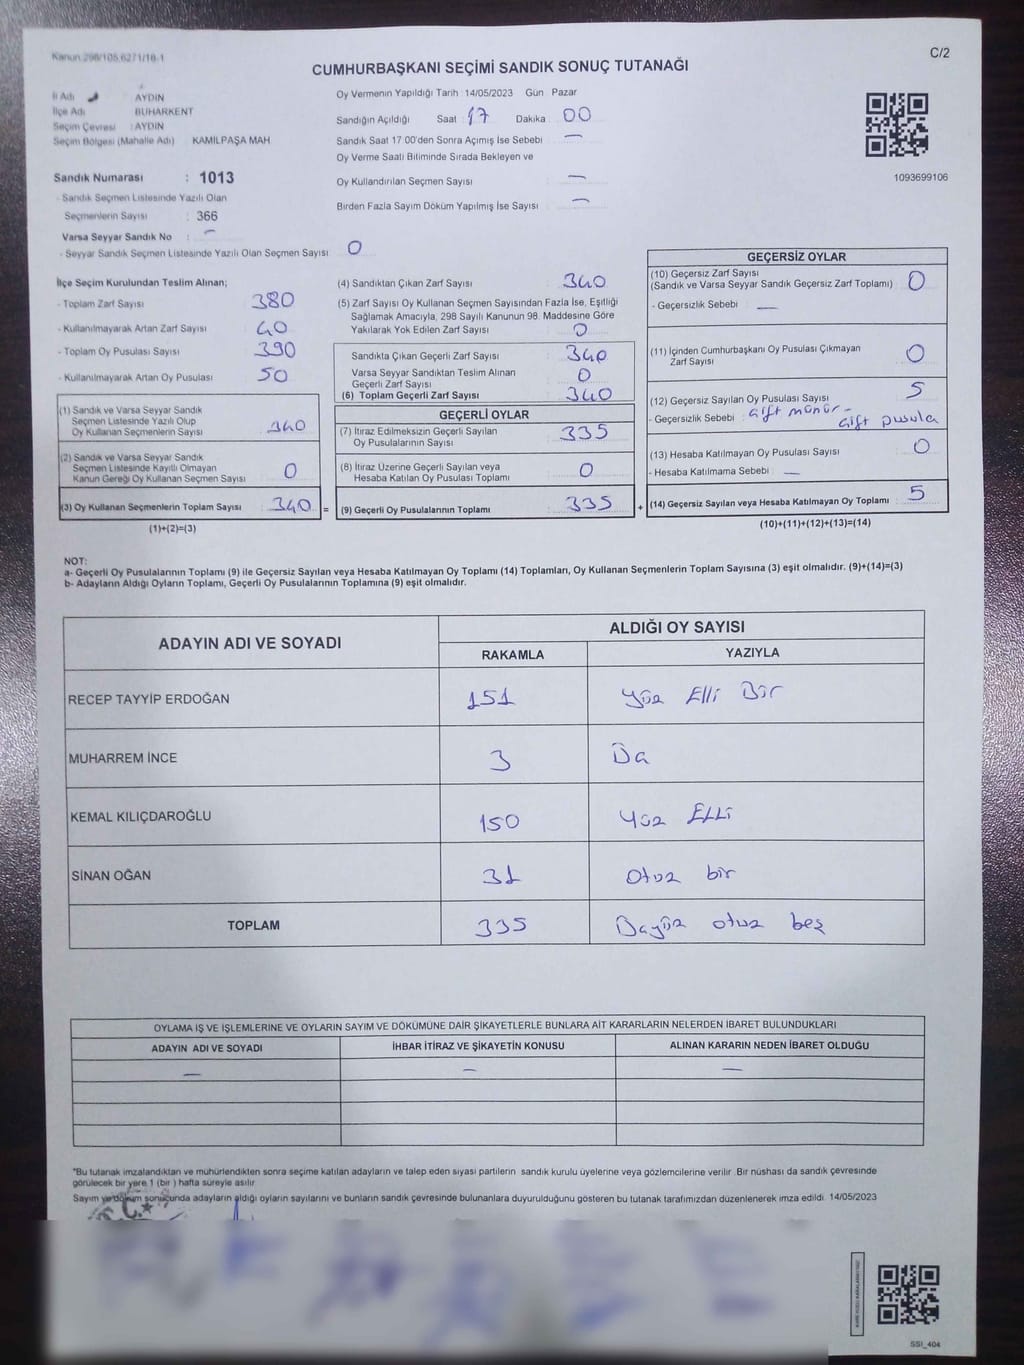 Kanun 298/105,6271/18-1
C/2
CUMHURBAŞKANI SEÇİMİ SANDIK SONUÇ TUTANAĞI
İl Adı : AYDIN
İlçe Adı : BUHARKENT
Seçim Çevresi : AYDIN
Seçim Bölgesi (Mahalle Adı) KAMİLPAŞA MAH
Sandık Numarası : 1013
- Sandık Seçmen Listesinde Yazılı Olan
Seçmenlerin Sayısı : 366
Varsa Seyyar Sandık No : —
- Seyyar Sandık Seçmen Listesinde Yazılı Olan Seçmen Sayısı 0
Oy Vermenin Yapıldığı Tarih 14/05/2023 Gün Pazar
Sandığın Açıldığı Saat : 17 Dakika : 00
Sandık Saat 17.00'den Sonra Açımış İse Sebebi : —
Oy Verme Saati Bitiminde Sırada Bekleyen ve
Oy Kullandırılan Seçmen Sayısı : —
Birden Fazla Sayım Döküm Yapılmış İse Sayısı : —
1093699106
İlçe Seçim Kurulundan Teslim Alınan;
- Toplam Zarf Sayısı : 380
- Kullanılmayarak Artan Zarf Sayısı : 40
- Toplam Oy Pusulası Sayısı : 390
- Kullanılmayarak Artan Oy Pusulası : 50
(1) Sandık ve Varsa Seyyar Sandık
Seçmen Listesinde Yazılı Olup
Oy Kullanan Seçmenlerin Sayısı : 340
(2) Sandık ve Varsa Seyyar Sandık
Seçmen Listesinde Kayıtlı Olmayan
Kanun Gereği Oy Kullanan Seçmen Sayısı : 0
(3) Oy Kullanan Seçmenlerin Toplam Sayısı : 340 =
(1)+(2)=(3)
(4) Sandıktan Çıkan Zarf Sayısı : 340
(5) Zarf Sayısı Oy Kullanan Seçmen Sayısından Fazla İse, Eşitliği
Sağlamak Amacıyla, 298 Sayılı Kanunun 98. Maddesine Göre
Yakılarak Yok Edilen Zarf Sayısı : 0
Sandıkta Çıkan Geçerli Zarf Sayısı : 340
Varsa Seyyar Sandıktan Teslim Alınan
Geçerli Zarf Sayısı : 0
(6) Toplam Geçerli Zarf Sayısı : 340
GEÇERLİ OYLAR
(7) İtiraz Edilmeksizin Geçerli Sayılan
Oy Pusulalarının Sayısı : 335
(8) İtiraz Üzerine Geçerli Sayılan veya
Hesaba Katılan Oy Pusulası Toplamı : 0
(9) Geçerli Oy Pusulalarının Toplamı : 335 +
GEÇERSİZ OYLAR
(10) Geçersiz Zarf Sayısı
(Sandık ve Varsa Seyyar Sandık Geçersiz Zarf Toplamı) : 0
- Geçersizlik Sebebi : —
(11) İçinden Cumhurbaşkanı Oy Pusulası Çıkmayan
Zarf Sayısı : 0
(12) Geçersiz Sayılan Oy Pusulası Sayısı : 5
- Geçersizlik Sebebi : çift mühür -
çift pusula
(13) Hesaba Katılmayan Oy Pusulası Sayısı : 0
- Hesaba Katılmama Sebebi : —
(14) Geçersiz Sayılan veya Hesaba Katılmayan Oy Toplamı : 5
(10)+(11)+(12)+(13)=(14)
NOT:
a- Geçerli Oy Pusulalarının Toplamı (9) ile Geçersiz Sayılan veya Hesaba Katılmayan Oy Toplamı (14) Toplamları, Oy Kullanan Seçmenlerin Toplam Sayısına (3) eşit olmalıdır. (9)+(14)=(3)
b- Adayların Aldığı Oyların Toplamı, Geçerli Oy Pusulalarının Toplamına (9) eşit olmalıdır.
ADAYIN ADI VE SOYADI
ALDIĞI OY SAYISI
RAKAMLA YAZIYLA
RECEP TAYYİP ERDOĞAN 151 Yüz Elli Bir
MUHARREM İNCE 3 Üç
KEMAL KILIÇDAROĞLU 150 Yüz Elli
SİNAN OĞAN 31 Otuz bir
TOPLAM 335 Üçyüz otuz beş
OYLAMA İŞ VE İŞLEMLERİNE VE OYLARIN SAYIM VE DÖKÜMÜNE DAİR ŞİKAYETLERLE BUNLARA AİT KARARLARIN NELERDEN İBARET BULUNDUKLARI
ADAYIN ADI VE SOYADI İHBAR İTİRAZ VE ŞİKAYETİN KONUSU ALINAN KARARIN NEDEN İBARET OLDUĞU
— — —
*Bu tutanak imzalandıktan ve mühürlendikten sonra seçime katılan adayların ve talep eden siyasi partilerin sandık kurulu üyelerine veya gözlemcilerine verilir .Bir nüshası da sandık çevresinde
görülecek bir yere 1 (bir ) hafta süreyle asılır
Sayım ve döküm sonucunda adayların aldığı oyların sayılarını ve bunların sandık çevresinde bulunanlara duyurulduğunu gösteren bu tutanak tarafımızdan düzenlenerek imza edildi. 14/05/2023
T.C.
SSI_404